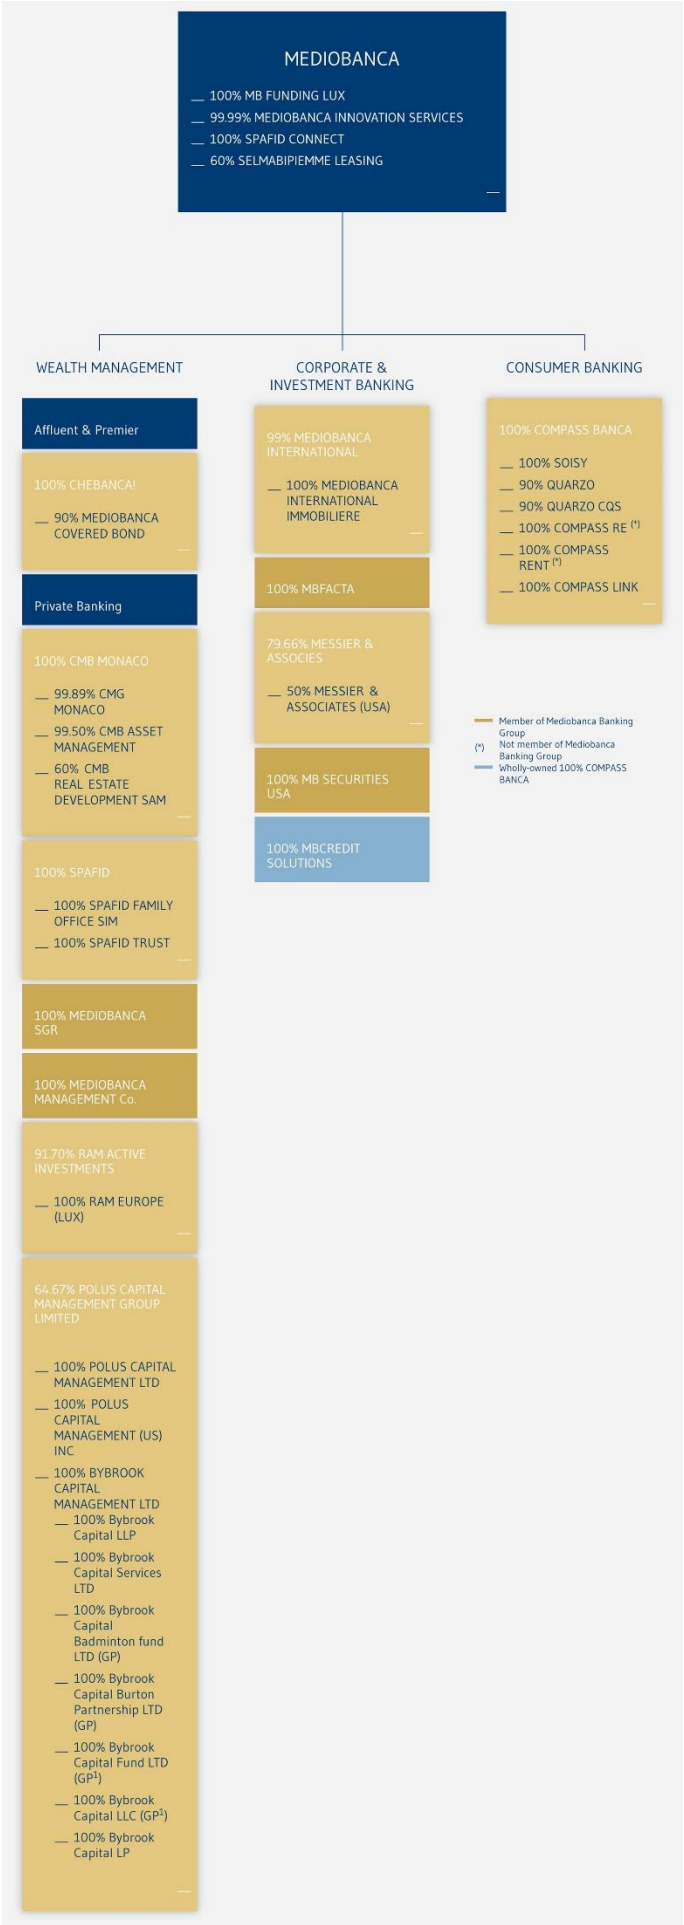 MEDIOBANCA
__ 100% MB FUNDING LUX
__ 99.99% MEDIOBANCA INNOVATION SERVICES
__ 100% SPAFID CONNECT
__ 60% SELMABIPIEMME LEASING
WEALTH MANAGEMENT
Affluent & Premier
100% CHEBANCA!
__ 90% MEDIOBANCA
COVERED BOND
Private Banking
100% CMB MONACO
__ 99.89% CMG
MONACO
__ 99.50% CMB ASSET
MANAGEMENT
__ 60% CMB
REAL ESTATE
DEVELOPMENT SAM
100% SPAFID
__ 100% SPAFID FAMILY
OFFICE SIM
__ 100% SPAFID TRUST
100% MEDIOBANCA
SGR
100% MEDIOBANCA
MANAGEMENT Co.
91.70% RAM ACTIVE
INVESTMENTS
__ 100% RAM EUROPE
(LUX)
64.67% POLUS CAPITAL
MANAGEMENT GROUP
LIMITED
__ 100% POLUS CAPITAL
MANAGEMENT LTD
__ 100% POLUS
CAPITAL
MANAGEMENT (US)
INC
__ 100% BYBROOK
CAPITAL
MANAGEMENT LTD
__ 100% Bybrook
Capital LLP
__ 100% Bybrook
Capital Services
LTD
__ 100% Bybrook
Capital
Badminton fund
LTD (GP)
__ 100% Bybrook
Capital Burton
Partnership LTD
(GP)
__ 100% Bybrook
Capital Fund LTD
(GP¹)
__ 100% Bybrook
Capital LLC (GP¹)
__ 100% Bybrook
Capital LP
CORPORATE &
INVESTMENT BANKING
99% MEDIOBANCA
INTERNATIONAL
__ 100% MEDIOBANCA
INTERNATIONAL
IMMOBILIERE
100% MBFACTA
79.66% MESSIER &
ASSOCIES
__ 50% MESSIER &
ASSOCIATES (USA)
100% MB SECURITIES
USA
100% MBCREDIT
SOLUTIONS
CONSUMER BANKING
100% COMPASS BANCA
__ 100% SOISY
__ 90% QUARZO
__ 90% QUARZO CQS
__ 100% COMPASS RE (*)
__ 100% COMPASS
RENT (*)
__ 100% COMPASS LINK
Member of Mediobanca Banking
Group
(*) Not member of Mediobanca
Banking Group
Wholly-owned 100% COMPASS
BANCA